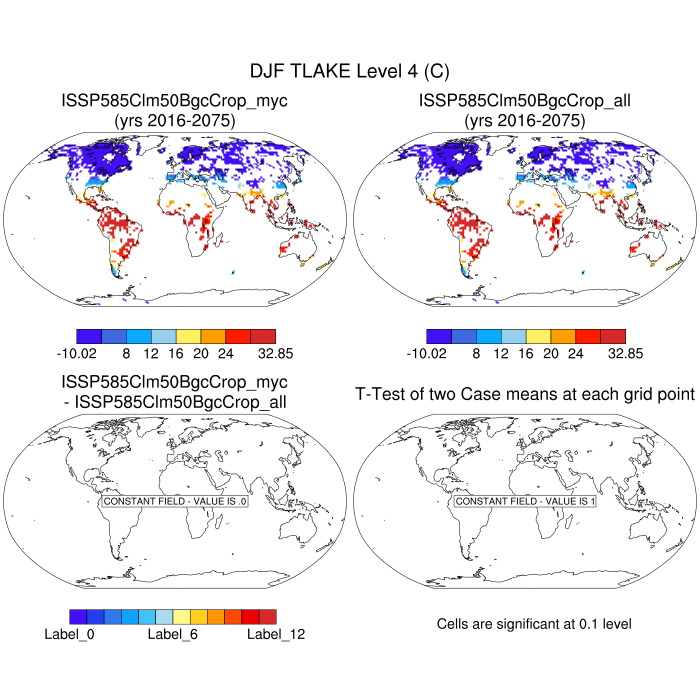 DJF TLAKE Level 4 (C)
ISSP585Clm50BgcCrop_myc
(yrs 2016-2075)
ISSP585Clm50BgcCrop_all
(yrs 2016-2075)
-10.02 8 12 16 20 24 32.85
-10.02 8 12 16 20 24 32.85
ISSP585Clm50BgcCrop_myc
- ISSP585Clm50BgcCrop_all
T-Test of two Case means at each grid point
CONSTANT FIELD - VALUE IS .0
CONSTANT FIELD - VALUE IS 1
Label_0 Label_6 Label_12
Cells are significant at 0.1 level